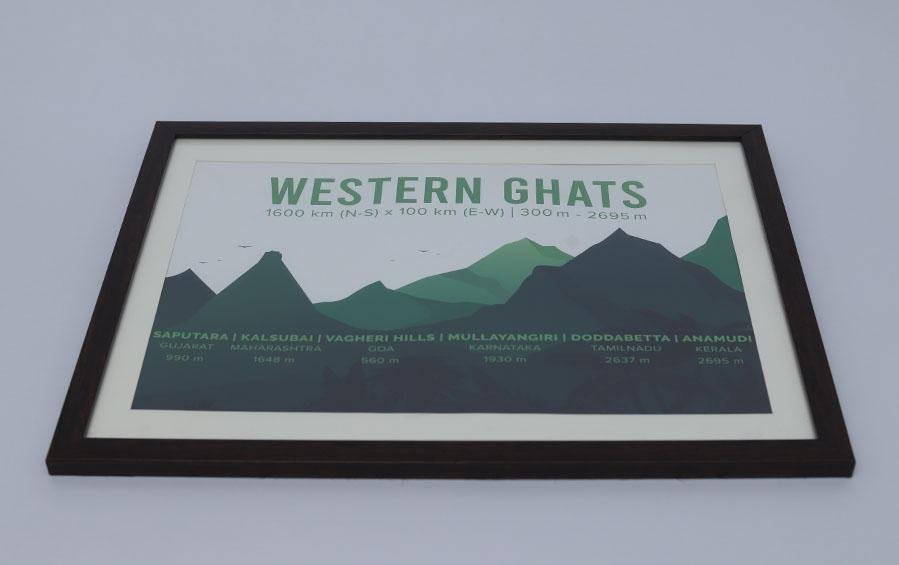 WESTERN GHATS
1600 km (N-S) x 100 km (E-W) | 300 m - 2695 m
SAPUTARA | KALSUBAI | VAGHERI HILLS | MULLAYANGIRI | DODDABETTA | ANAMUDI
GUJARAT MAHARASHTRA GOA KARNATAKA TAMILNADU KERALA
990 m 1648 m 560 m 1930 m 2637 m 2695 m